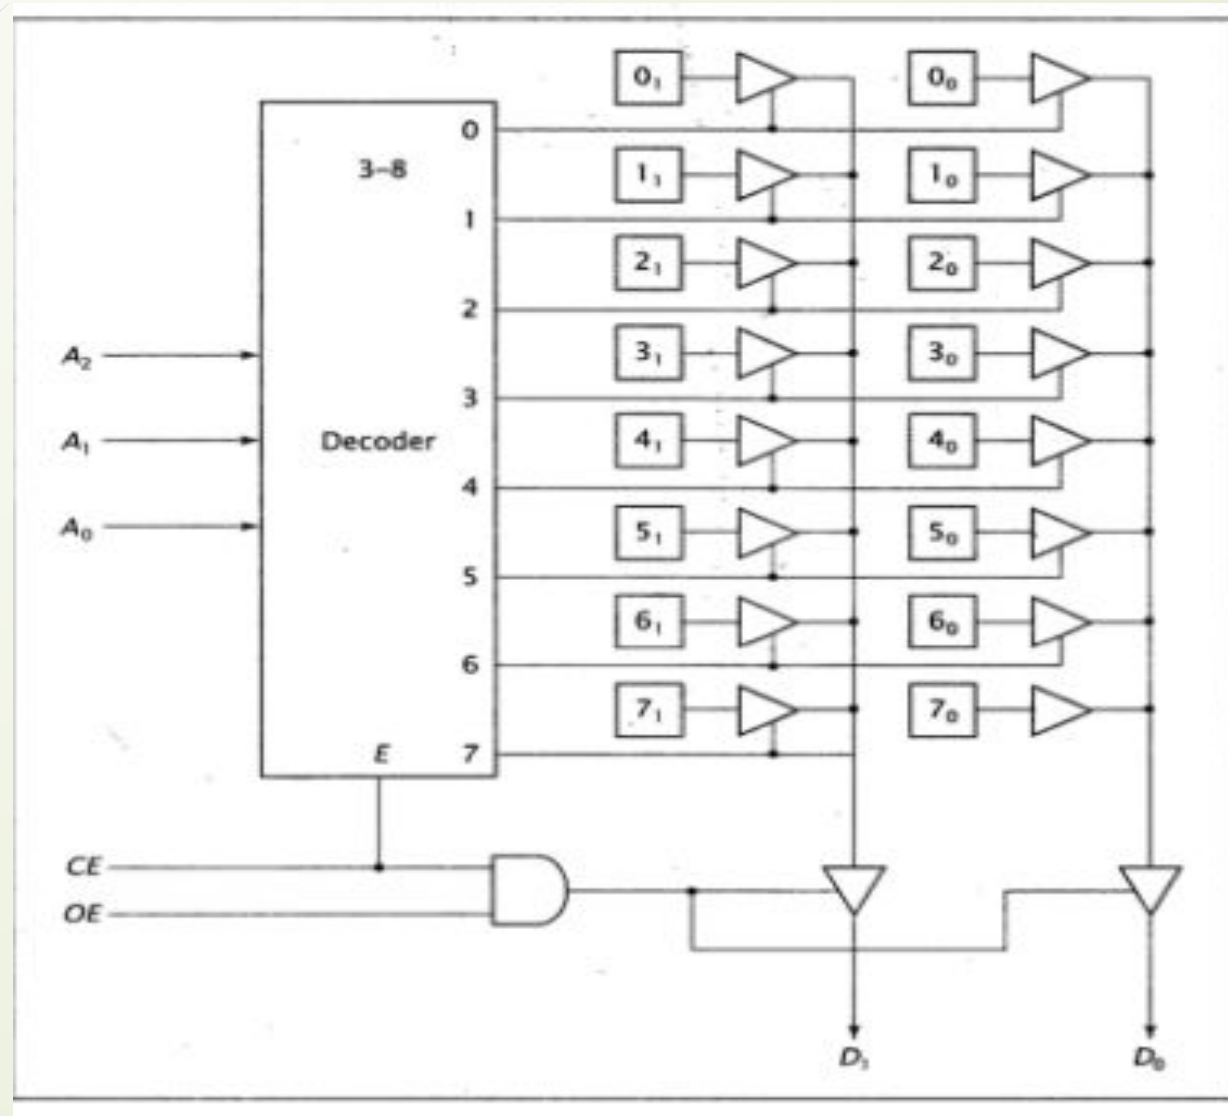 0₁ 0₀
0
3–8
1₁ 1₀
1
2₁ 2₀
2
A₂ 3₁ 3₀
3
A₁ Decoder 4₁ 4₀
4
A₀ 5₁ 5₀
5
6₁ 6₀
6
7₁ 7₀
E 7
CE
OE
D₁ D₀